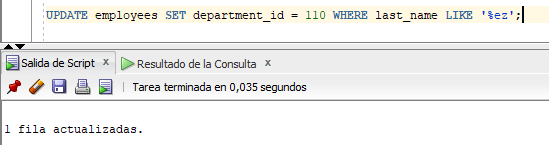 UPDATE employees SET department_id = 110 WHERE last_name LIKE '%ez';
Salida de Script x Resultado de la Consulta x
Tarea terminada en 0,035 segundos
1 fila actualizadas.